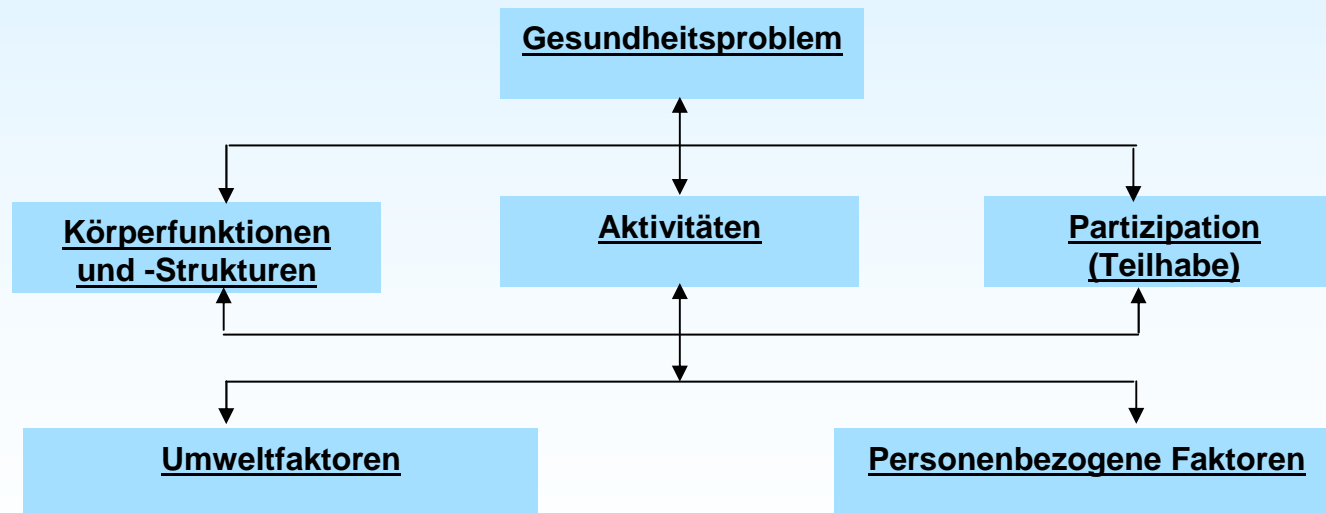 Gesundheitsproblem
Körperfunktionen
und -Strukturen
Aktivitäten
Partizipation
(Teilhabe)
Umweltfaktoren
Personenbezogene Faktoren